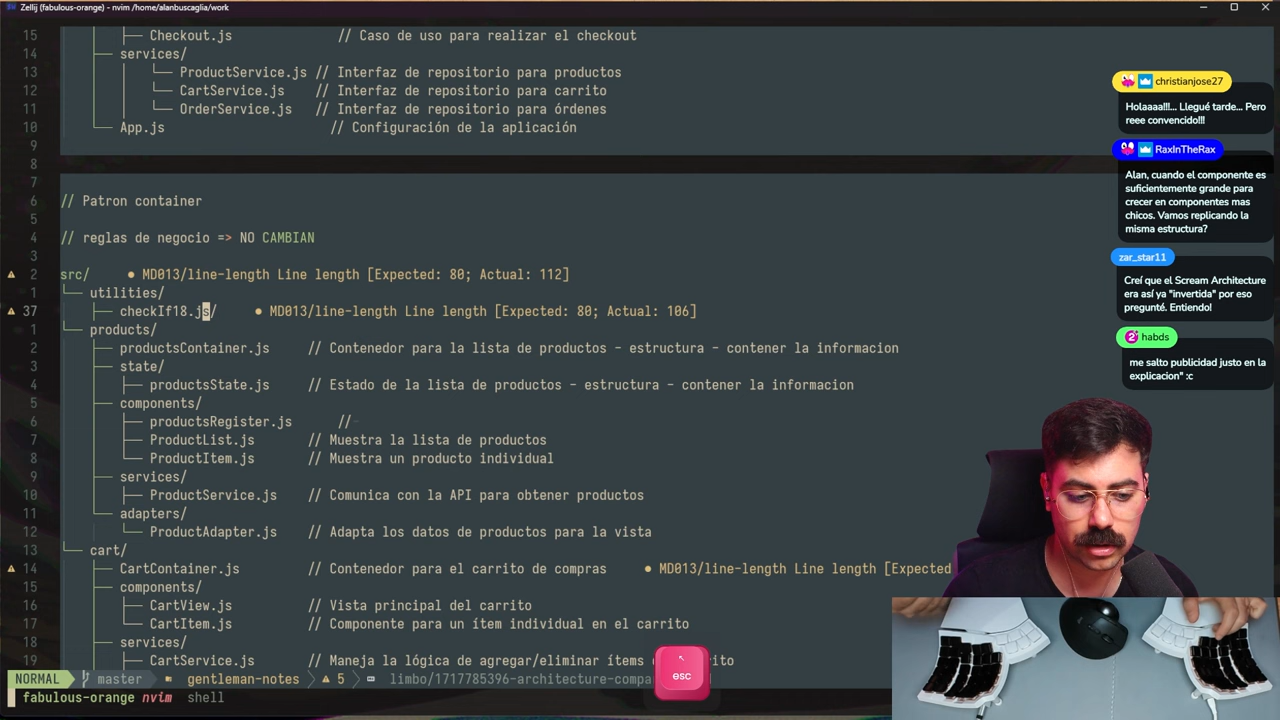 Zellij (fabulous-orange) - nvim /home/alanbuscaglia/work
15 ├── Checkout.js // Caso de uso para realizar el checkout
14 ├── services/
13 │ └── ProductService.js // Interfaz de repositorio para productos
12 │ └── CartService.js // Interfaz de repositorio para carrito
11 │ └── OrderService.js // Interfaz de repositorio para órdenes
10 └── App.js // Configuración de la aplicación
9
8
7
6 // Patron container
5
4 // reglas de negocio => NO CAMBIAN
3
2 src/ ● MD013/line-length Line length [Expected: 80; Actual: 112]
1 └── utilities/
37 ├── checkIf18.js/ ● MD013/line-length Line length [Expected: 80; Actual: 106]
1 └── products/
2 ├── productsContainer.js // Contenedor para la lista de productos - estructura - contener la informacion
3 ├── state/
4 ├── productsState.js // Estado de la lista de productos - estructura - contener la informacion
5 ├── components/
6 ├── productsRegister.js //-
7 ├── ProductList.js // Muestra la lista de productos
8 └── ProductItem.js // Muestra un producto individual
9 ├── services/
10 ├── ProductService.js // Comunica con la API para obtener productos
11 ├── adapters/
12 └── ProductAdapter.js // Adapta los datos de productos para la vista
13 └── cart/
14 ├── CartContainer.js // Contenedor para el carrito de compras ● MD013/line-length Line length [Expected
15 ├── components/
16 ├── CartView.js // Vista principal del carrito
17 └── CartItem.js // Componente para un ítem individual en el carrito
18 ├── services/
19 ├── CartService.js // Maneja la lógica de agregar/eliminar ítems
NORMAL master gentleman-notes 5 limbo/1717785396-architecture-compa
fabulous-orange nvim shell
esc
christianjose27
Holaaaa!!!... Llegué tarde... Pero
reee convencido!!!
RaxInTheRax
Alan, cuando el componente es
suficientemente grande para
crecer en componentes mas
chicos. Vamos replicando la
misma estructura?
zar_star11
Creí que el Scream Architecture
era así ya "invertida" por eso
pregunté. Entiendo!
habds
me salto publicidad justo en la
explicacion" :c